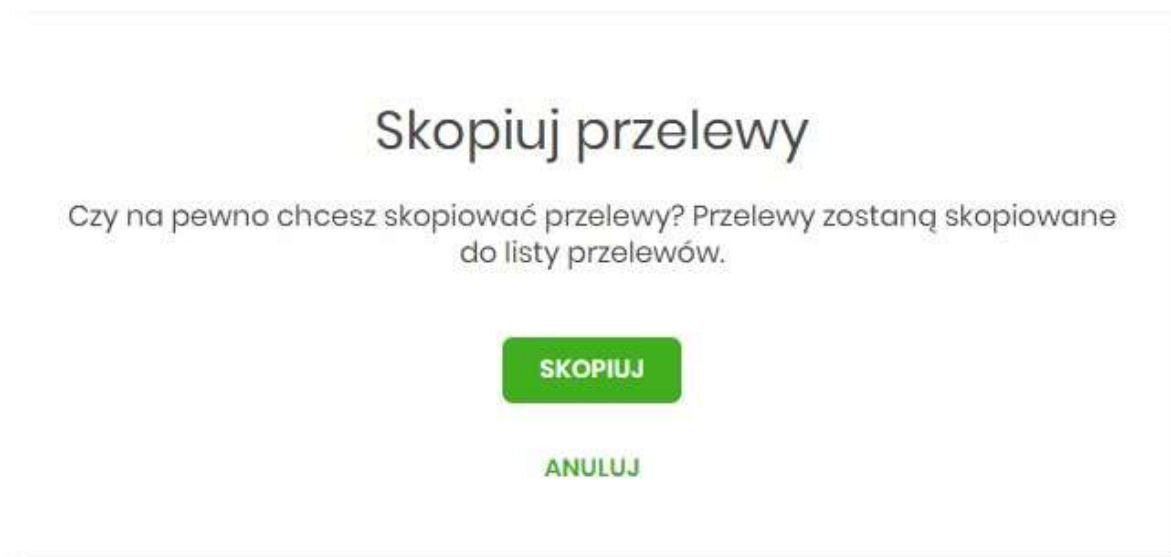 Skopiuj przelewy
Czy na pewno chcesz skopiować przelewy? Przelewy zostaną skopiowane
do listy przelewów.
SKOPIUJ
ANULUJ